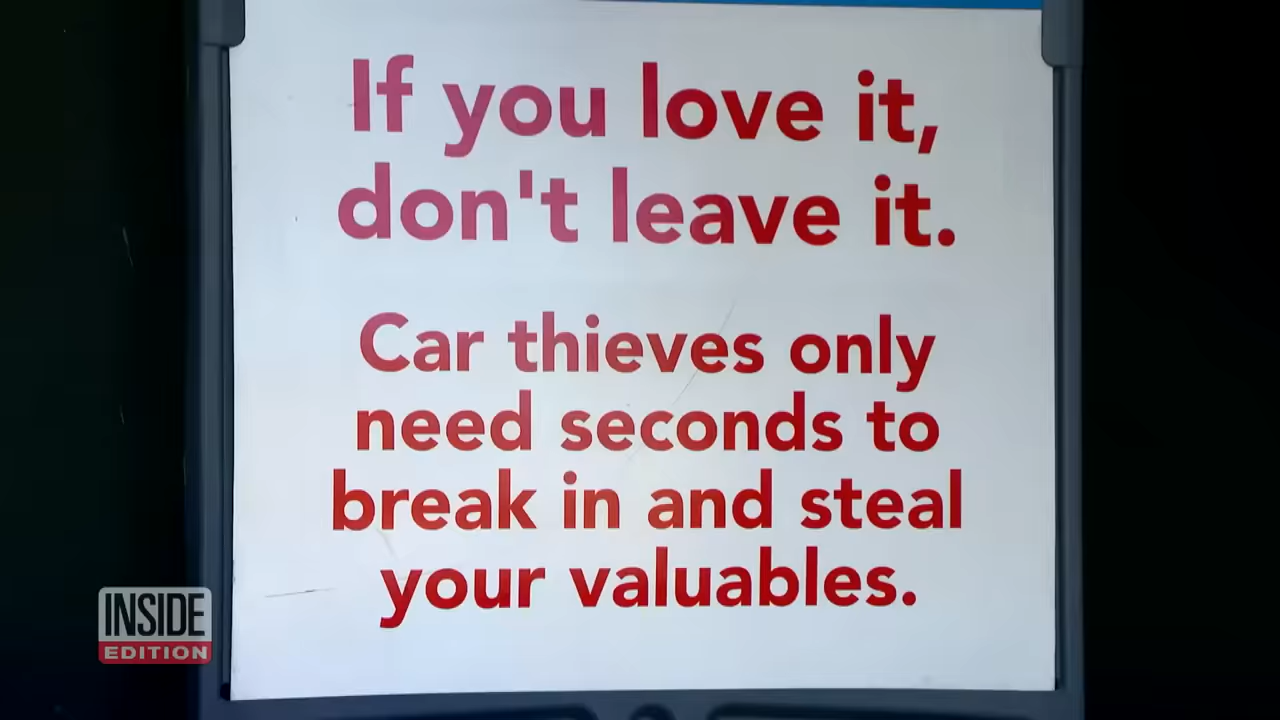 If you love it,
don't leave it.
Car thieves only
need seconds to
break in and steal
your valuables.
INSIDE
EDITION